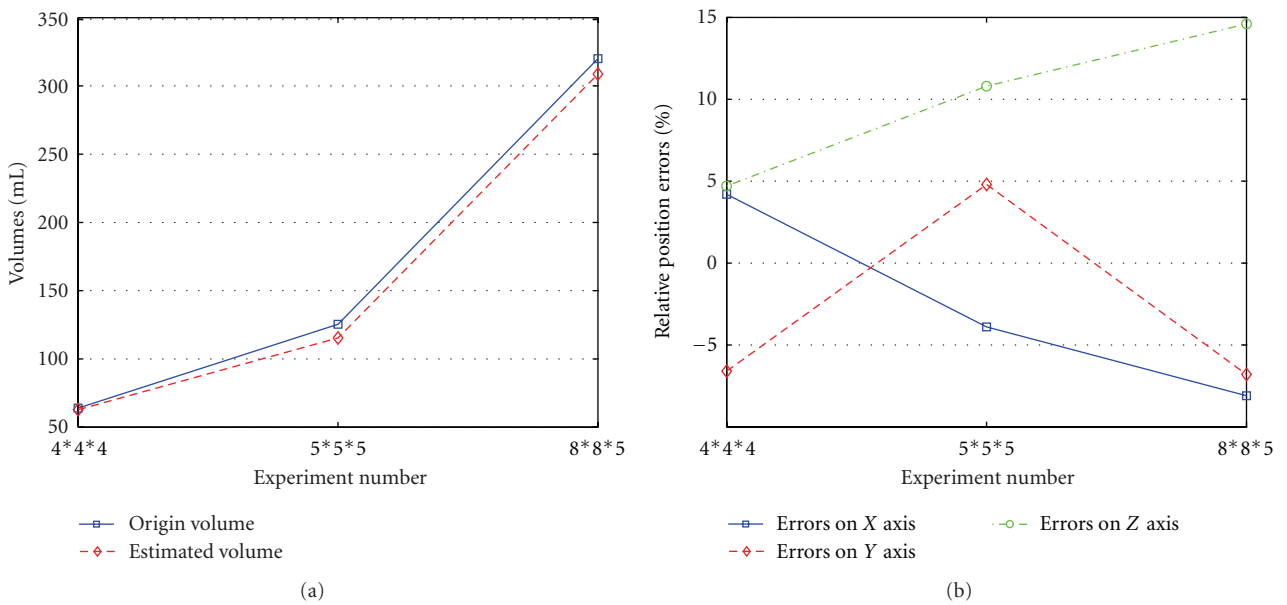 350
300
250
200
150
100
50
Volumes (mL)
4*4*4
5*5*5
8*8*5
Experiment number
Origin volume
Estimated volume
(a)
15
10
5
0
−5
Relative position errors (%)
4*4*4
5*5*5
8*8*5
Experiment number
Errors on X axis
Errors on Y axis
Errors on Z axis
(b)